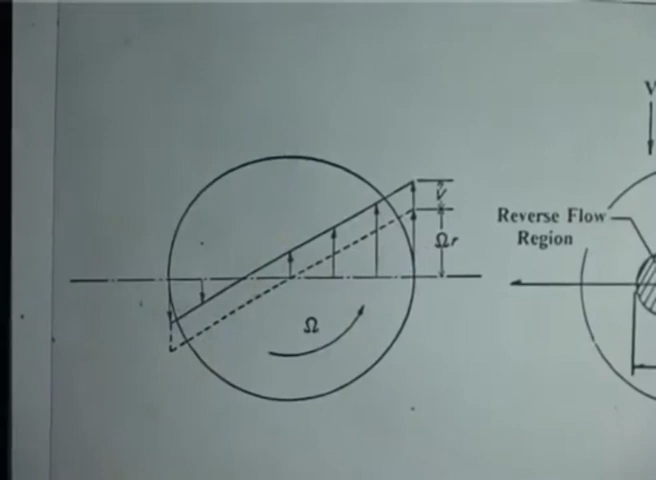 V
Ωr
Ω
V
Reverse Flow
Region